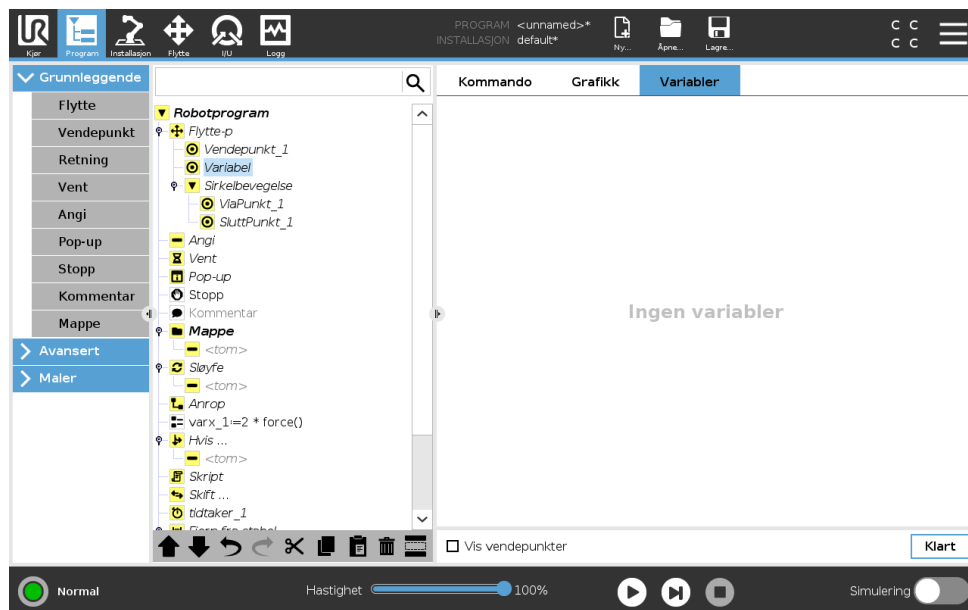 PROGRAM <unnamed>*
INSTALLASJON default*
Kjør
Program
Installasjon
Flytte
I/U
Logg
Ny...
Åpne...
Lagre...
C C
C C
Grunnleggende
Flytte
Vendepunkt
Retning
Vent
Angi
Pop-up
Stopp
Kommentar
Mappe
Avansert
Maler
Robotprogram
Flytte-p
Vendepunkt_1
Variabel
Sirkelbevegelse
ViaPunkt_1
SluttPunkt_1
Angi
Vent
Pop-up
Stopp
Kommentar
Mappe
<tom>
Sløyfe
<tom>
Anrop
varx_1:=2 * force()
Hvis ...
<tom>
Skript
Skift ...
tidtaker_1
Kommando
Grafikk
Variabler
Ingen variabler
Vis vendepunkter
Klart
Normal
Hastighet
100%
Simulering